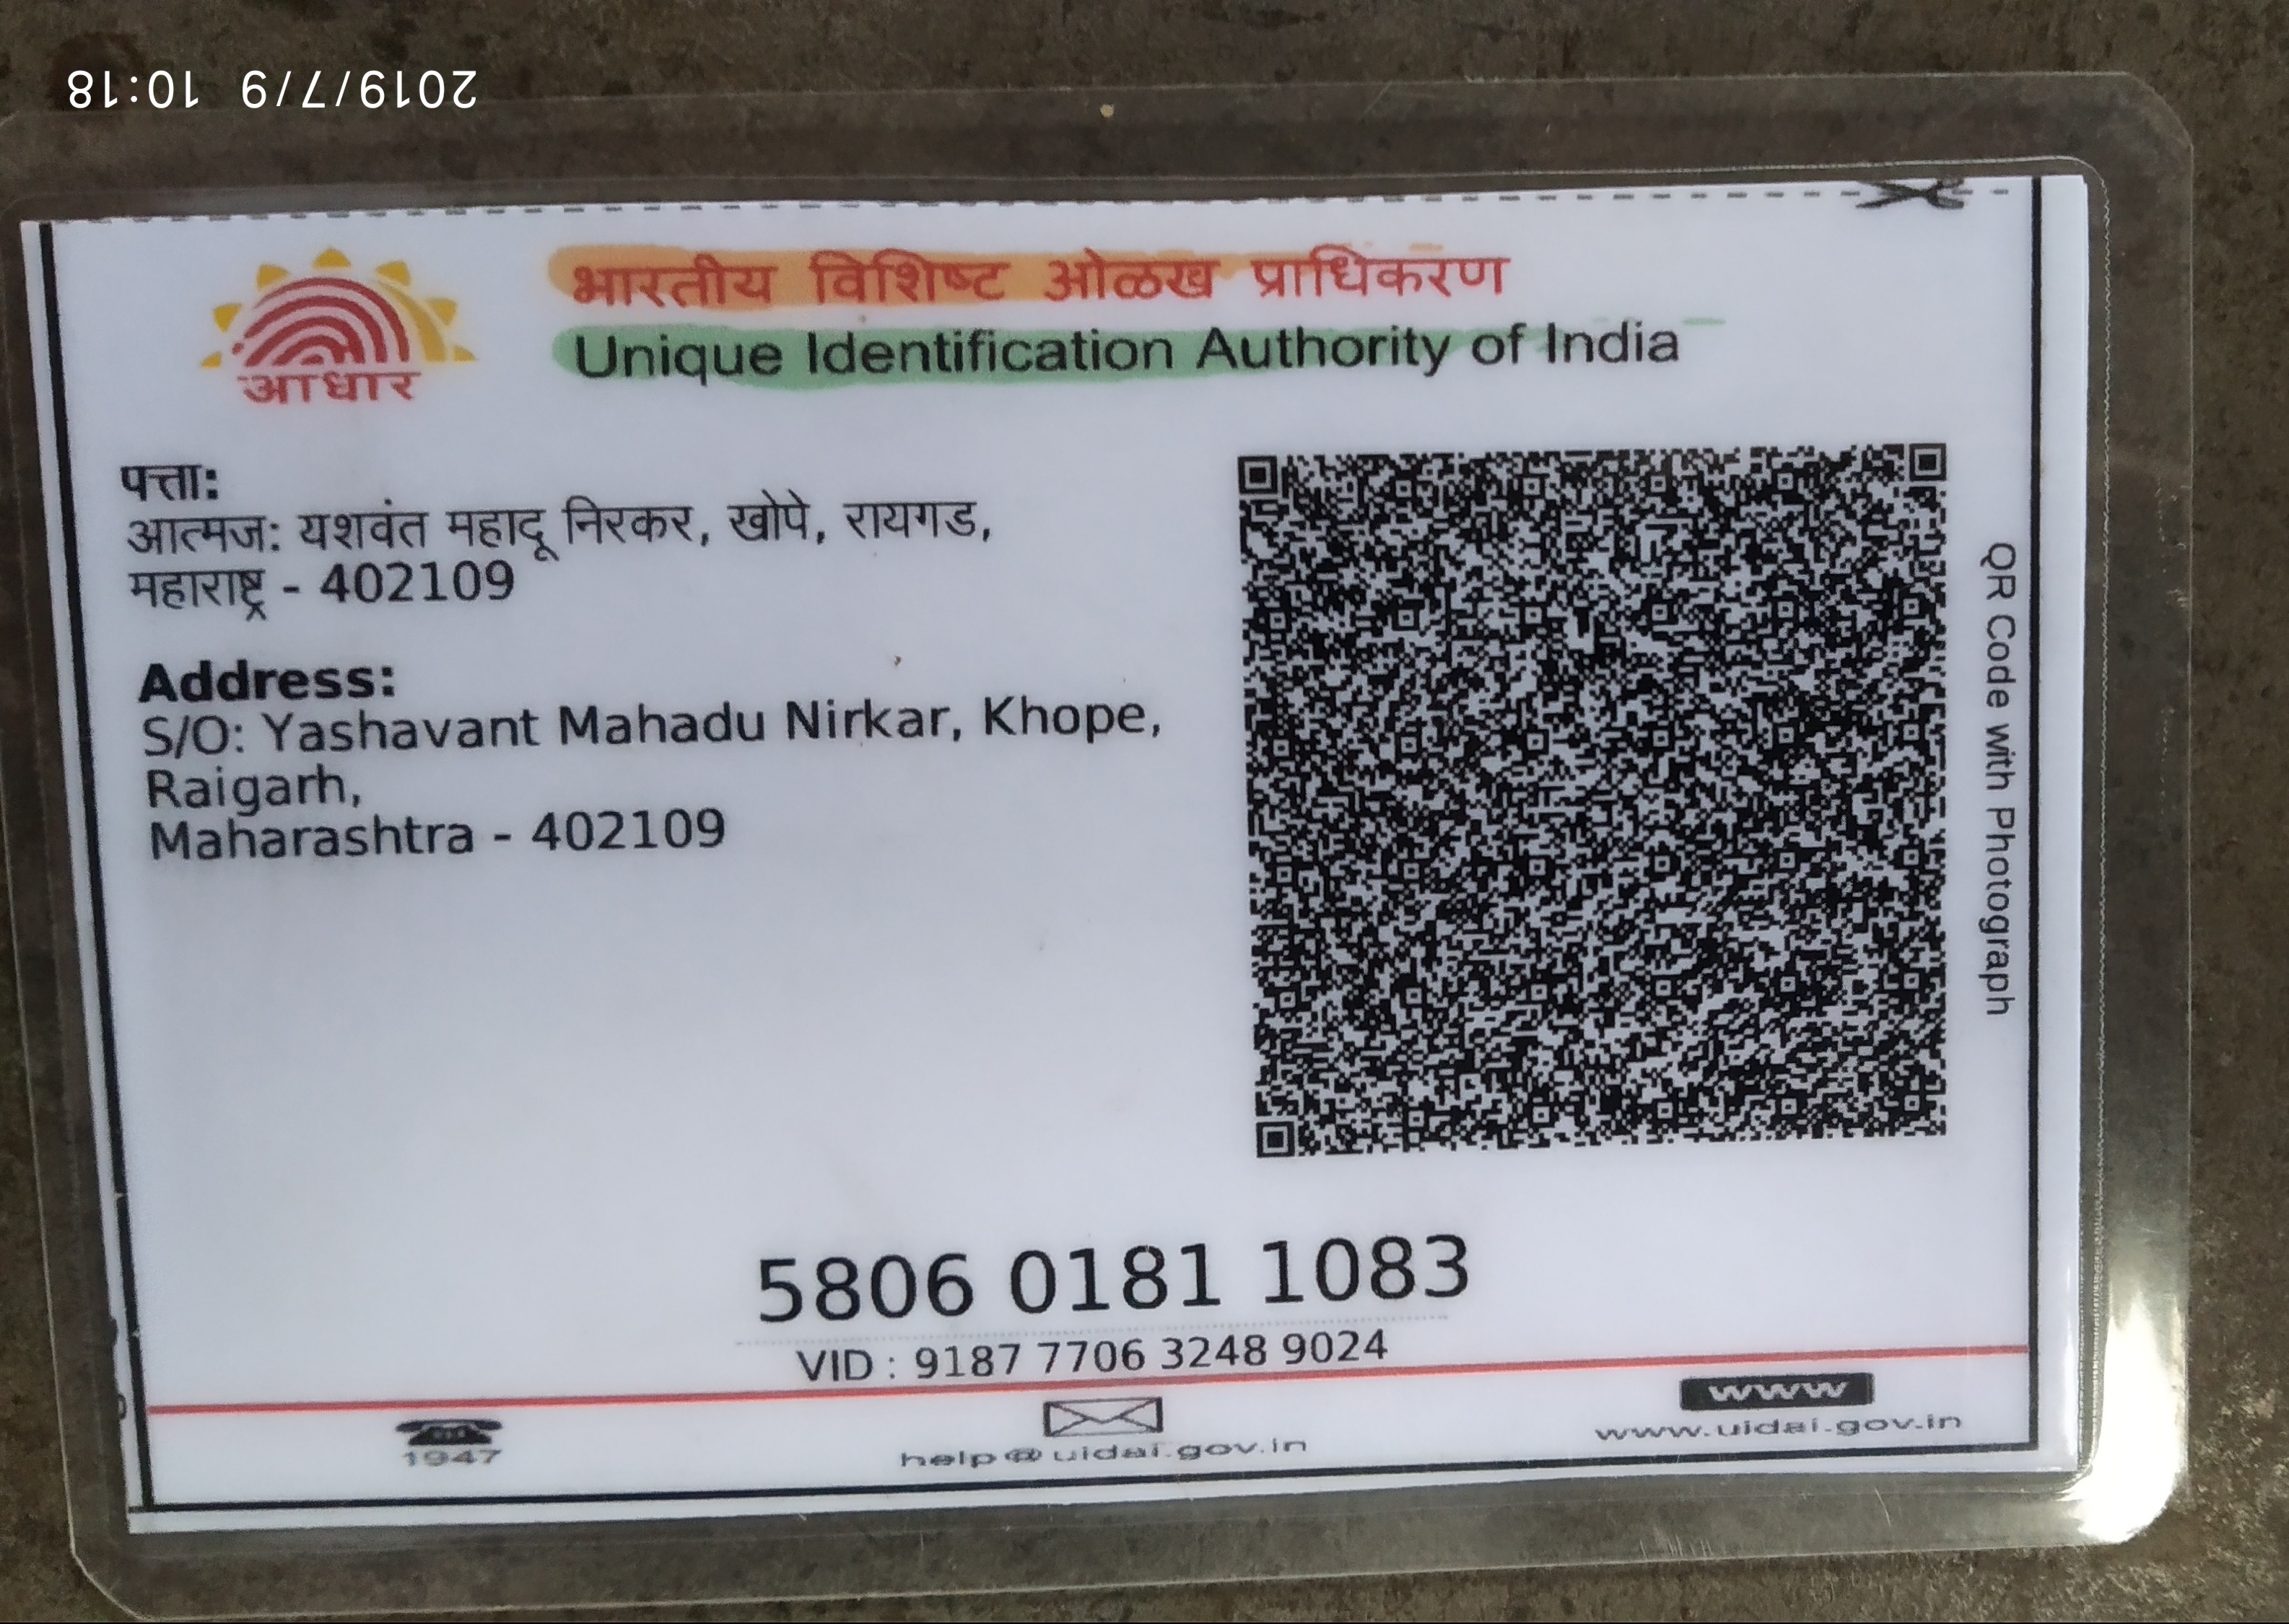 2019/7/9 10:18
भारतीय विशिष्ट ओळख प्राधिकरण
Unique Identification Authority of India
आधार
पत्ता:
आत्मज: यशवंत महादू निरकर, खोपे, रायगड,
महाराष्ट्र - 402109
Address:
S/O: Yashavant Mahadu Nirkar, Khope,
Raigarh,
Maharashtra - 402109
QR Code with Photograph
5806 0181 1083
VID : 9187 7706 3248 9024
1947
help@uidai.gov.in
WWW
www.uidai.gov.in